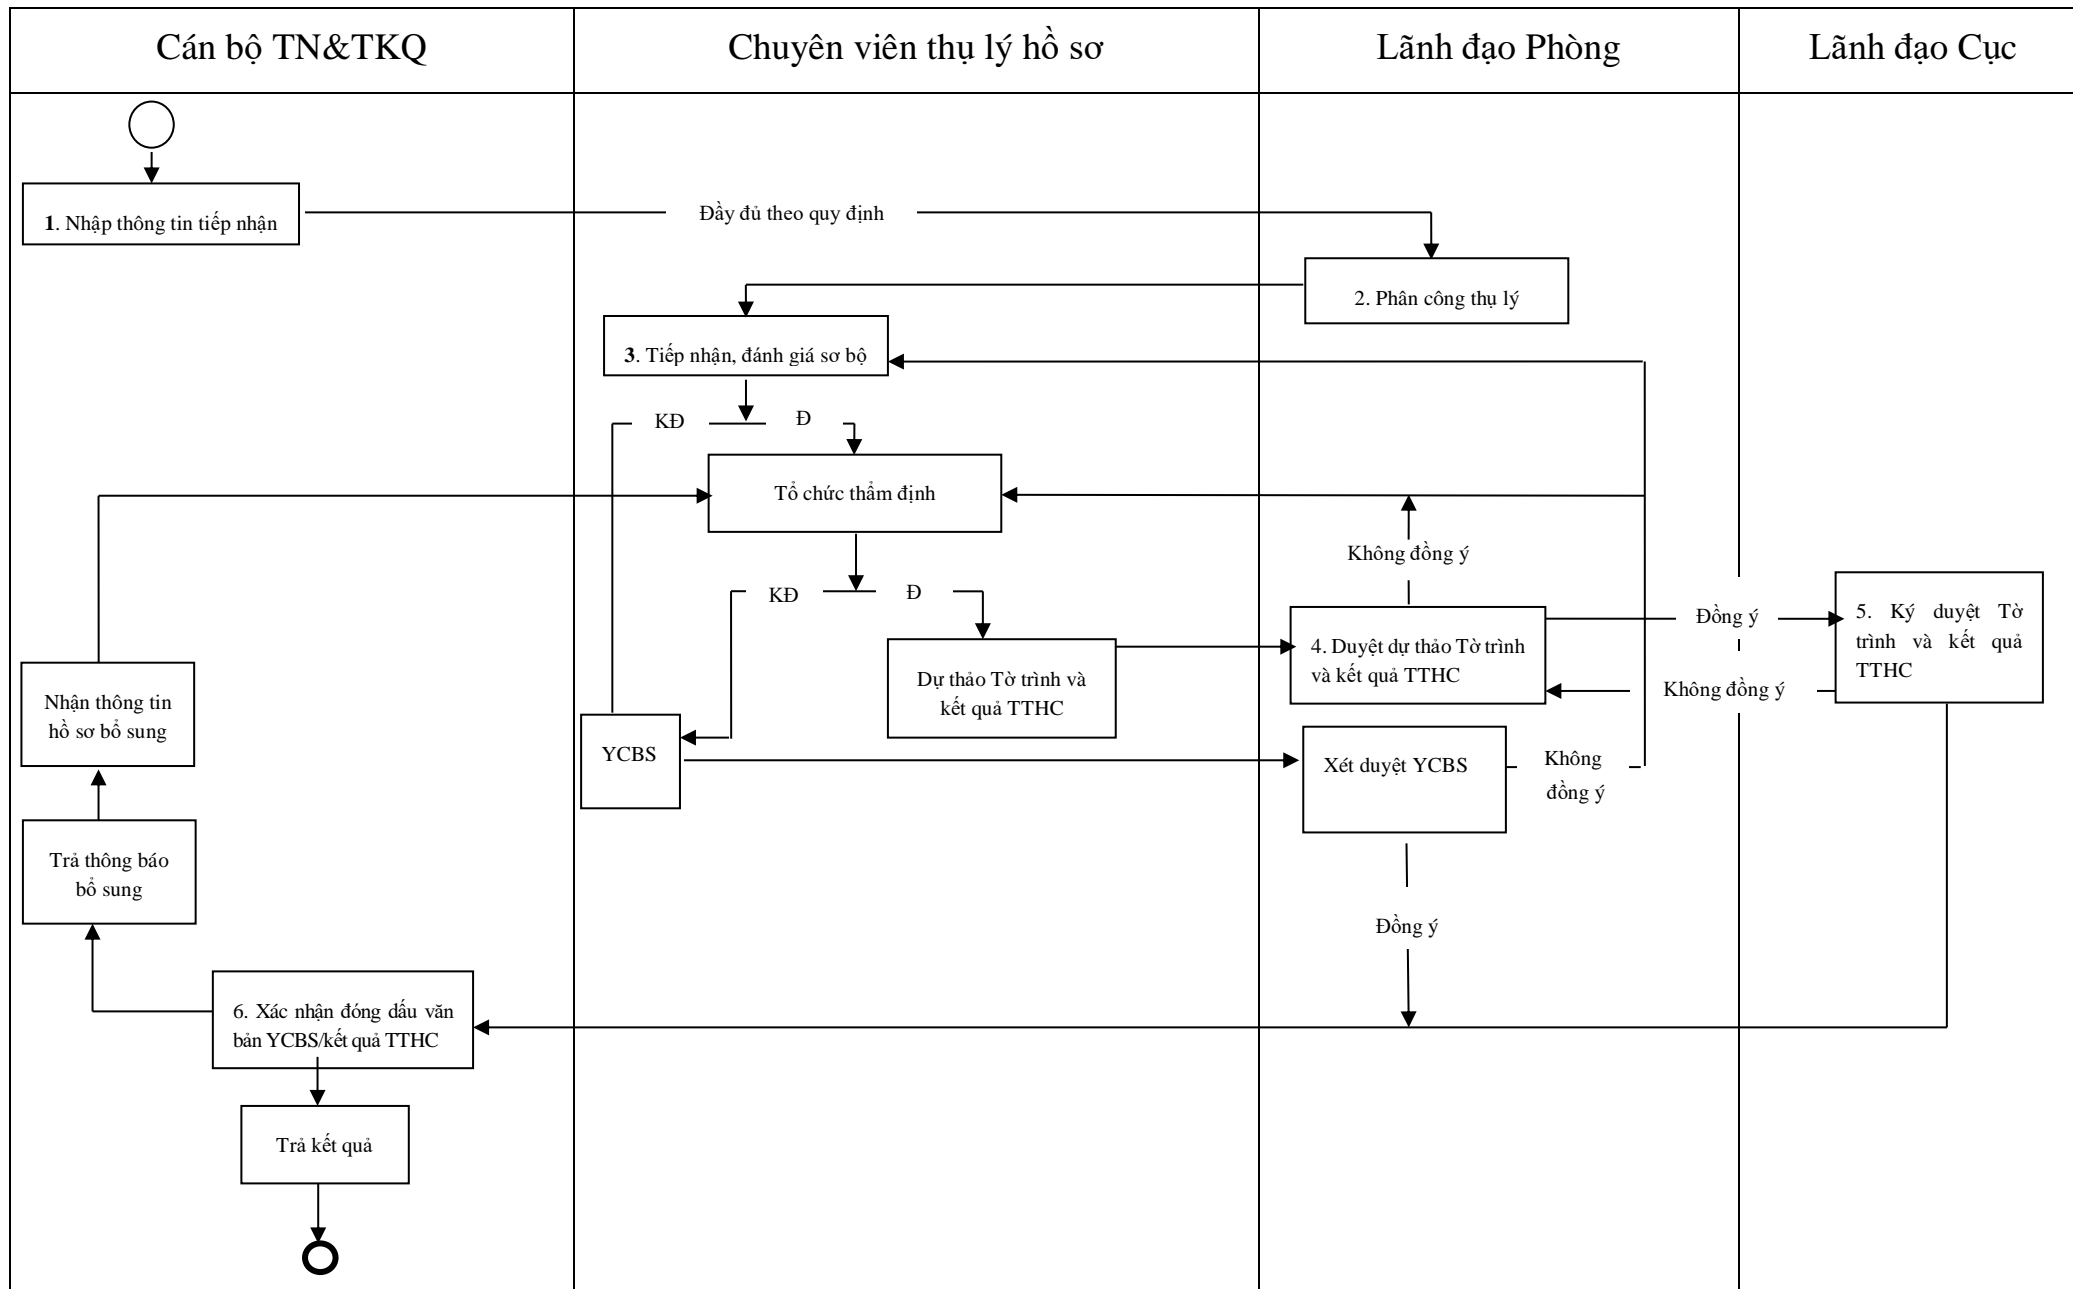 Cán bộ TN&TKQ
Chuyên viên thụ lý hồ sơ
Lãnh đạo Phòng
Lãnh đạo Cục
1. Nhập thông tin tiếp nhận
Đầy đủ theo quy định
2. Phân công thụ lý
3. Tiếp nhận, đánh giá sơ bộ
KĐ
Đ
Tổ chức thẩm định
Không đồng ý
KĐ
Đ
Đồng ý
5. Ký duyệt Tờ
trình và kết quả
TTHC
4. Duyệt dự thảo Tờ trình
và kết quả TTHC
Dự thảo Tờ trình và
kết quả TTHC
Không đồng ý
Nhận thông tin
hồ sơ bổ sung
YCBS
Xét duyệt YCBS
Không
đồng ý
Trả thông báo
bổ sung
Đồng ý
6. Xác nhận đóng dấu văn
bản YCBS/kết quả TTHC
Trả kết quả